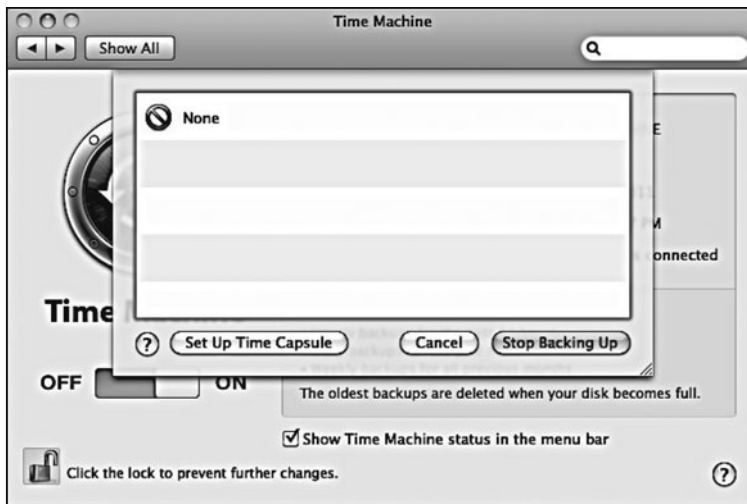 Time Machine
Show All
None
E
M
onnected
Time
Set Up Time Capsule
Cancel
Stop Backing Up
OFF
ON
The oldest backups are deleted when your disk becomes full.
Show Time Machine status in the menu bar
Click the lock to prevent further changes.